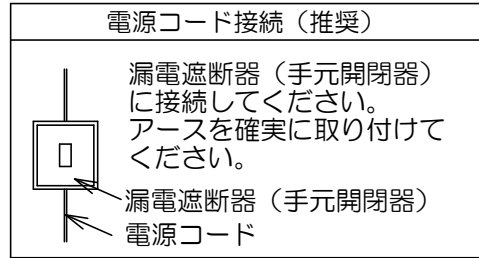 電源コード接続（推奨）
漏電遮断器（手元開閉器）
に接続してください。
アースを確実に取り付けて
ください。
漏電遮断器（手元開閉器）
電源コード